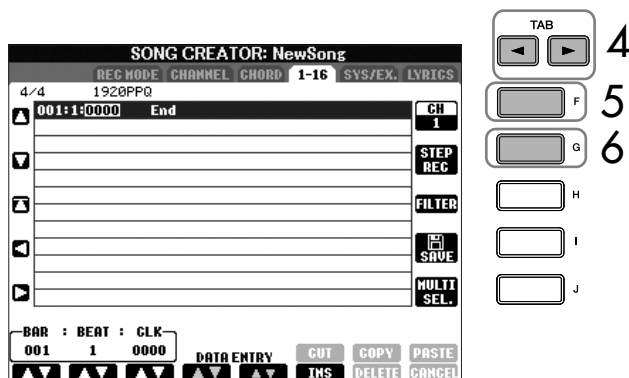 TAB
4
SONG CREATOR: NewSong
REC MODE CHANNEL CHORD 1-16 SYS/EX. LYRICS
4/4 1920PPQ
001:1:0000 End
CH
1
F 5
STEP
REC
G 6
FILTER
H
SAVE
I
MULTI
SEL.
J
BAR : BEAT : CLK
001 1 0000
DATA ENTRY
CUT COPY PASTE
INS DELETE CANCEL